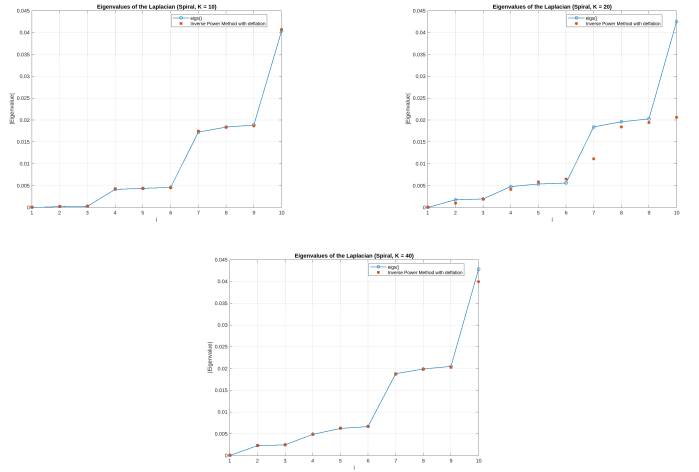 Eigenvalues of the Laplacian (Spiral, K = 10)
eigs()
Inverse Power Method with deflation
|Eigenvalue|
0.045
0.04
0.035
0.03
0.025
0.02
0.015
0.01
0.005
0
1 2 3 4 5 6 7 8 9 10
i
Eigenvalues of the Laplacian (Spiral, K = 20)
eigs()
Inverse Power Method with deflation
|Eigenvalue|
0.045
0.04
0.035
0.03
0.025
0.02
0.015
0.01
0.005
0
1 2 3 4 5 6 7 8 9 10
i
Eigenvalues of the Laplacian (Spiral, K = 40)
eigs()
Inverse Power Method with deflation
|Eigenvalue|
0.045
0.04
0.035
0.03
0.025
0.02
0.015
0.01
0.005
0
1 2 3 4 5 6 7 8 9 10
i